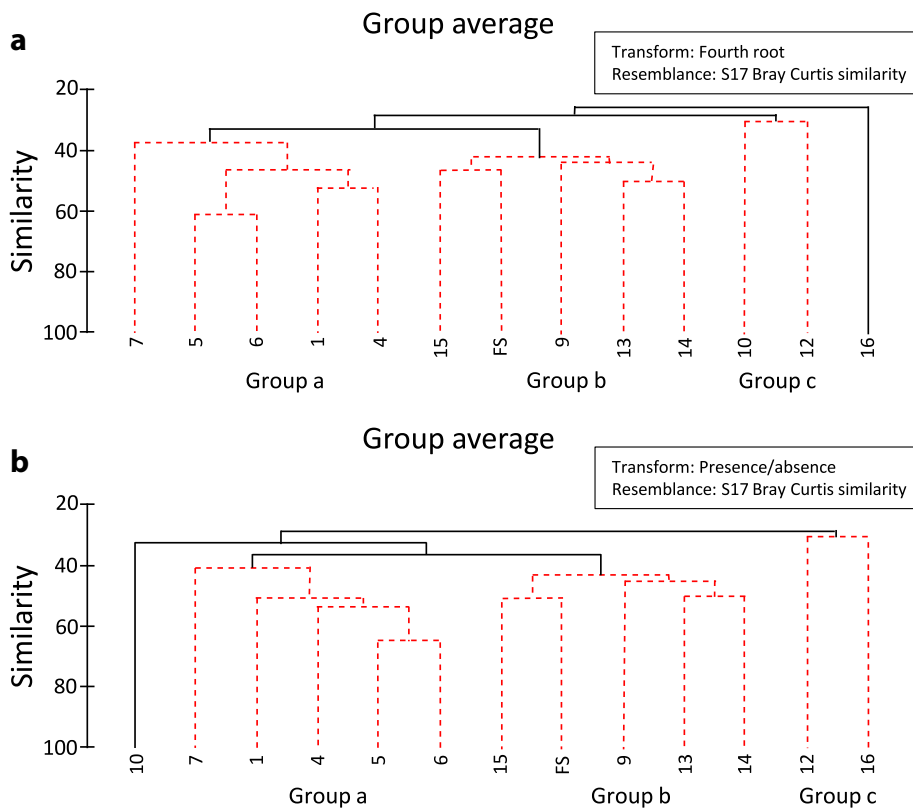 a
Group average
Transform: Fourth root
Resemblance: S17 Bray Curtis similarity
Similarity
20
40
60
80
100
7 5 6 1 4 15 FS 9 13 14 10 12 16
Group a Group b Group c
b
Group average
Transform: Presence/absence
Resemblance: S17 Bray Curtis similarity
Similarity
20
40
60
80
100
10 7 1 4 5 6 15 FS 9 13 14 12 16
Group a Group b Group c